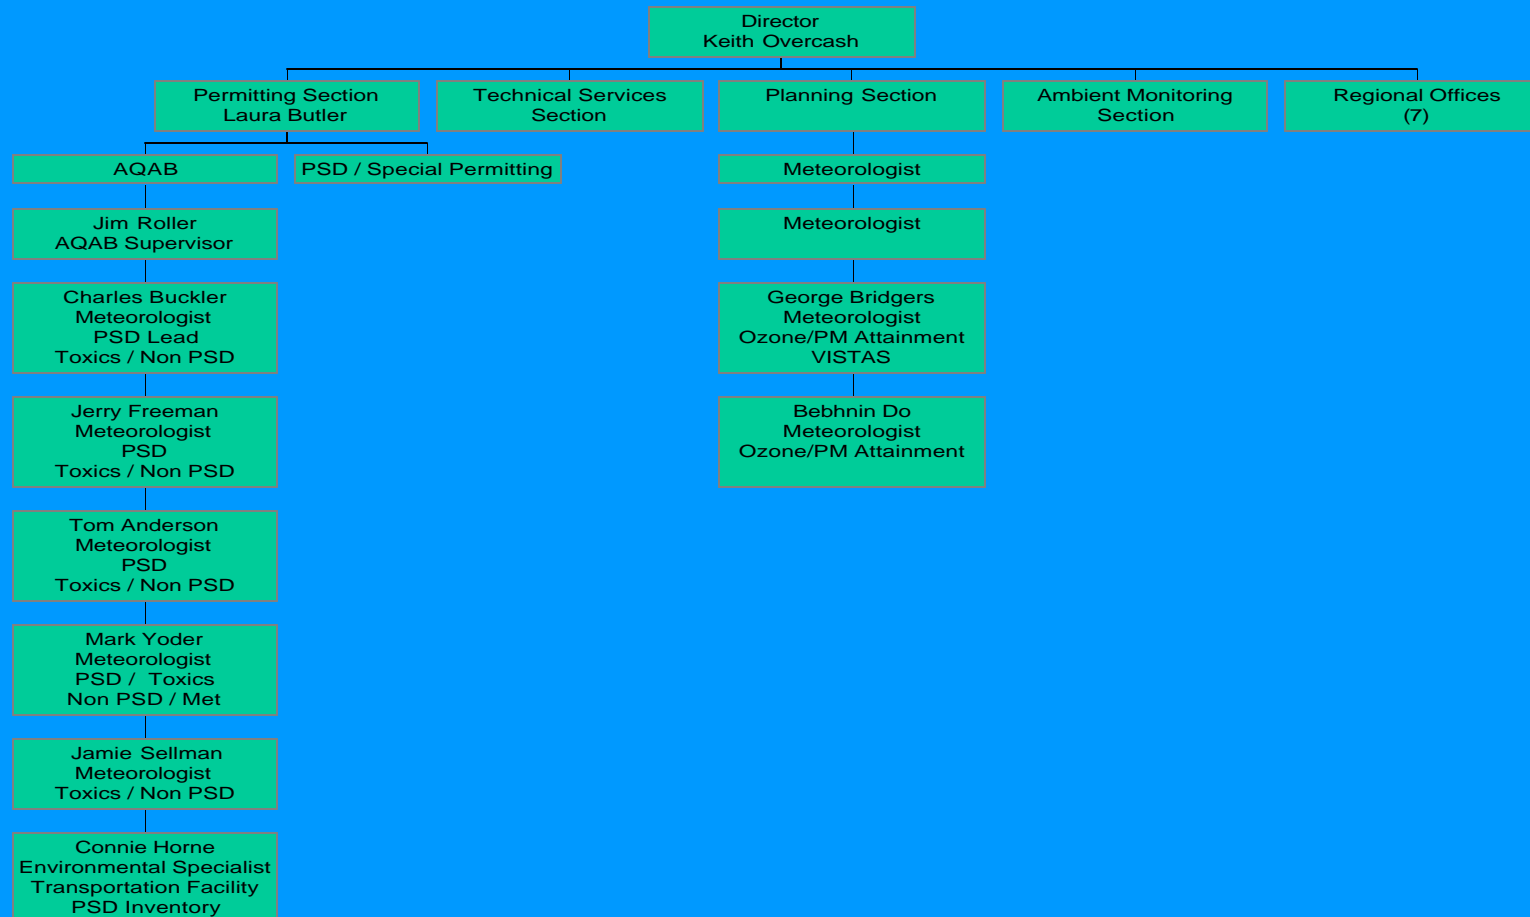 Director
Keith Overcash
Permitting Section
Laura Butler
Technical Services
Section
Planning Section
Ambient Monitoring
Section
Regional Offices
(7)
AQAB
PSD / Special Permitting
Meteorologist
Jim Roller
AQAB Supervisor
Meteorologist
Charles Buckler
Meteorologist
PSD Lead
Toxics / Non PSD
George Bridgers
Meteorologist
Ozone/PM Attainment
VISTAS
Jerry Freeman
Meteorologist
PSD
Toxics / Non PSD
Bebhnin Do
Meteorologist
Ozone/PM Attainment
Tom Anderson
Meteorologist
PSD
Toxics / Non PSD
Mark Yoder
Meteorologist
PSD / Toxics
Non PSD / Met
Jamie Sellman
Meteorologist
Toxics / Non PSD
Connie Horne
Environmental Specialist
Transportation Facility
PSD Inventory